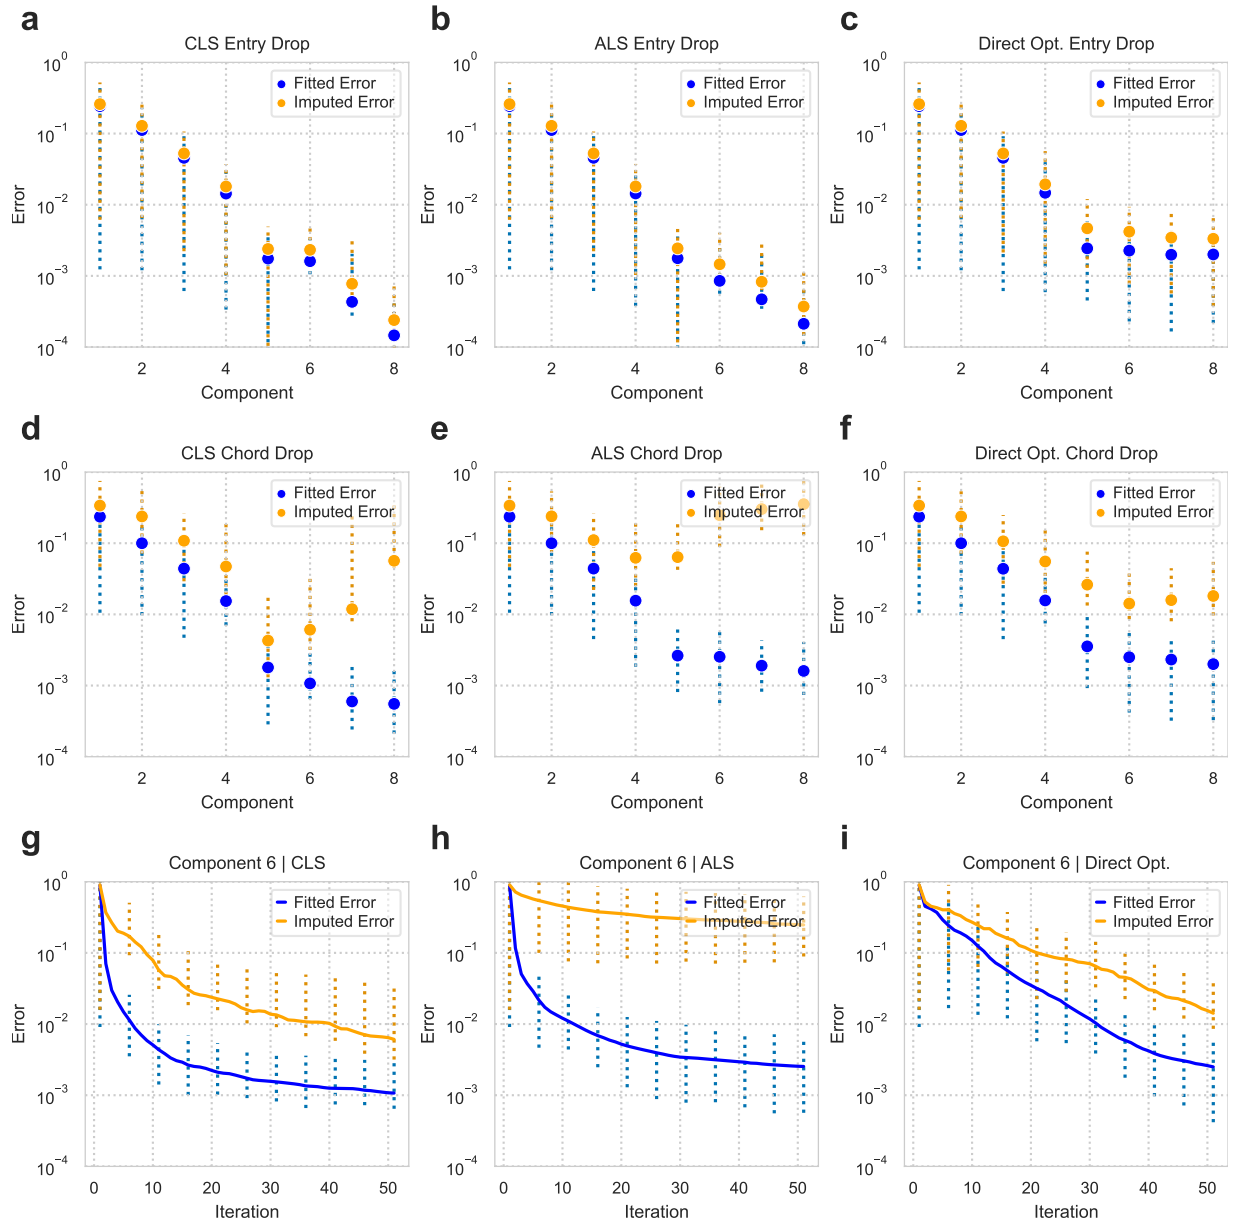 a
CLS Entry Drop
10^0
10^−1
10^−2
10^−3
10^−4
Error
Fitted Error
Imputed Error
2 4 6 8
Component
b
ALS Entry Drop
10^0
10^−1
10^−2
10^−3
10^−4
Error
Fitted Error
Imputed Error
2 4 6 8
Component
c
Direct Opt. Entry Drop
10^0
10^−1
10^−2
10^−3
10^−4
Error
Fitted Error
Imputed Error
2 4 6 8
Component
d
CLS Chord Drop
10^0
10^−1
10^−2
10^−3
10^−4
Error
Fitted Error
Imputed Error
2 4 6 8
Component
e
ALS Chord Drop
10^0
10^−1
10^−2
10^−3
10^−4
Error
Fitted Error
Imputed Error
2 4 6 8
Component
f
Direct Opt. Chord Drop
10^0
10^−1
10^−2
10^−3
10^−4
Error
Fitted Error
Imputed Error
2 4 6 8
Component
g
Component 6 | CLS
10^0
10^−1
10^−2
10^−3
10^−4
Error
Fitted Error
Imputed Error
0 10 20 30 40 50
Iteration
h
Component 6 | ALS
10^0
10^−1
10^−2
10^−3
10^−4
Error
Fitted Error
Imputed Error
0 10 20 30 40 50
Iteration
i
Component 6 | Direct Opt.
10^0
10^−1
10^−2
10^−3
10^−4
Error
Fitted Error
Imputed Error
0 10 20 30 40 50
Iteration